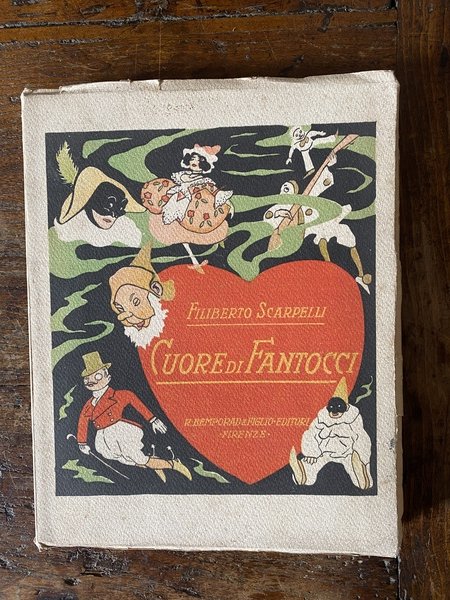 FILIBERTO SCARPELLI
CUORE DI FANTOCCI
R. BEMPORAD & FIGLIO - EDITORI
- FIRENZE -